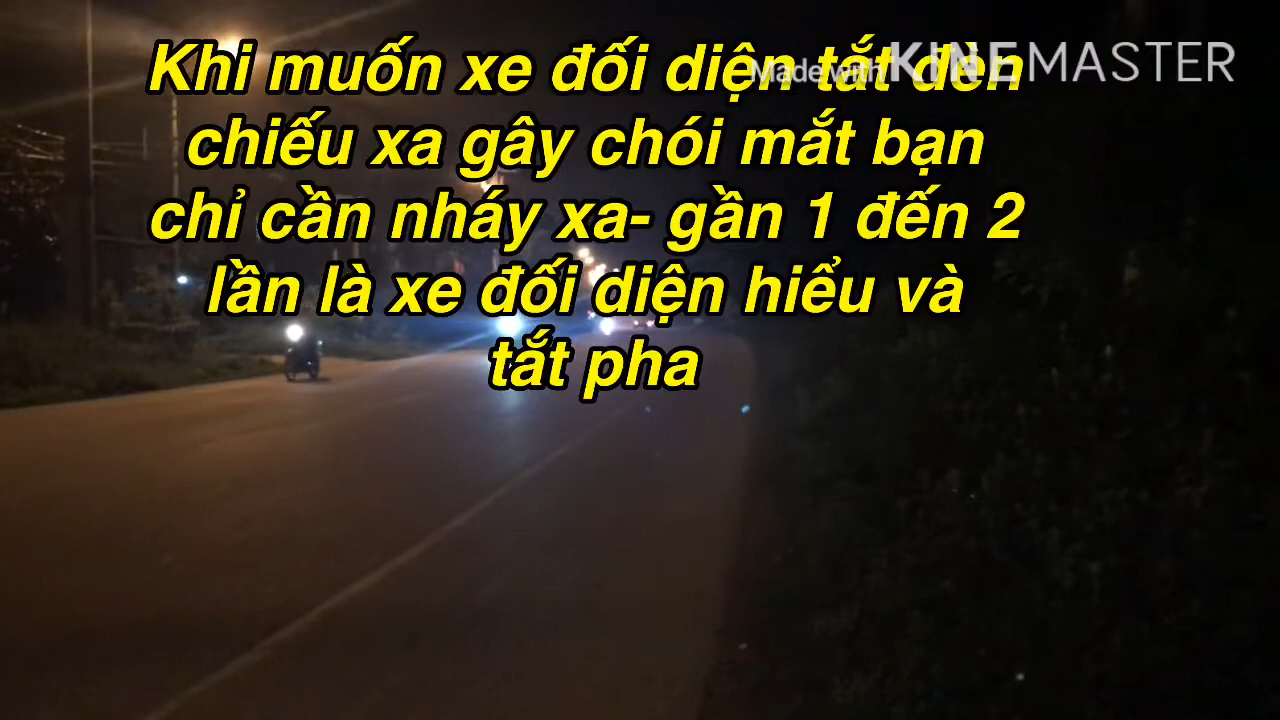 Khi muốn xe đối diện tắt đèn
Made with KINEMASTER
chiếu xa gây chói mắt bạn
chỉ cần nháy xa- gần 1 đến 2
lần là xe đối diện hiểu và
tắt pha